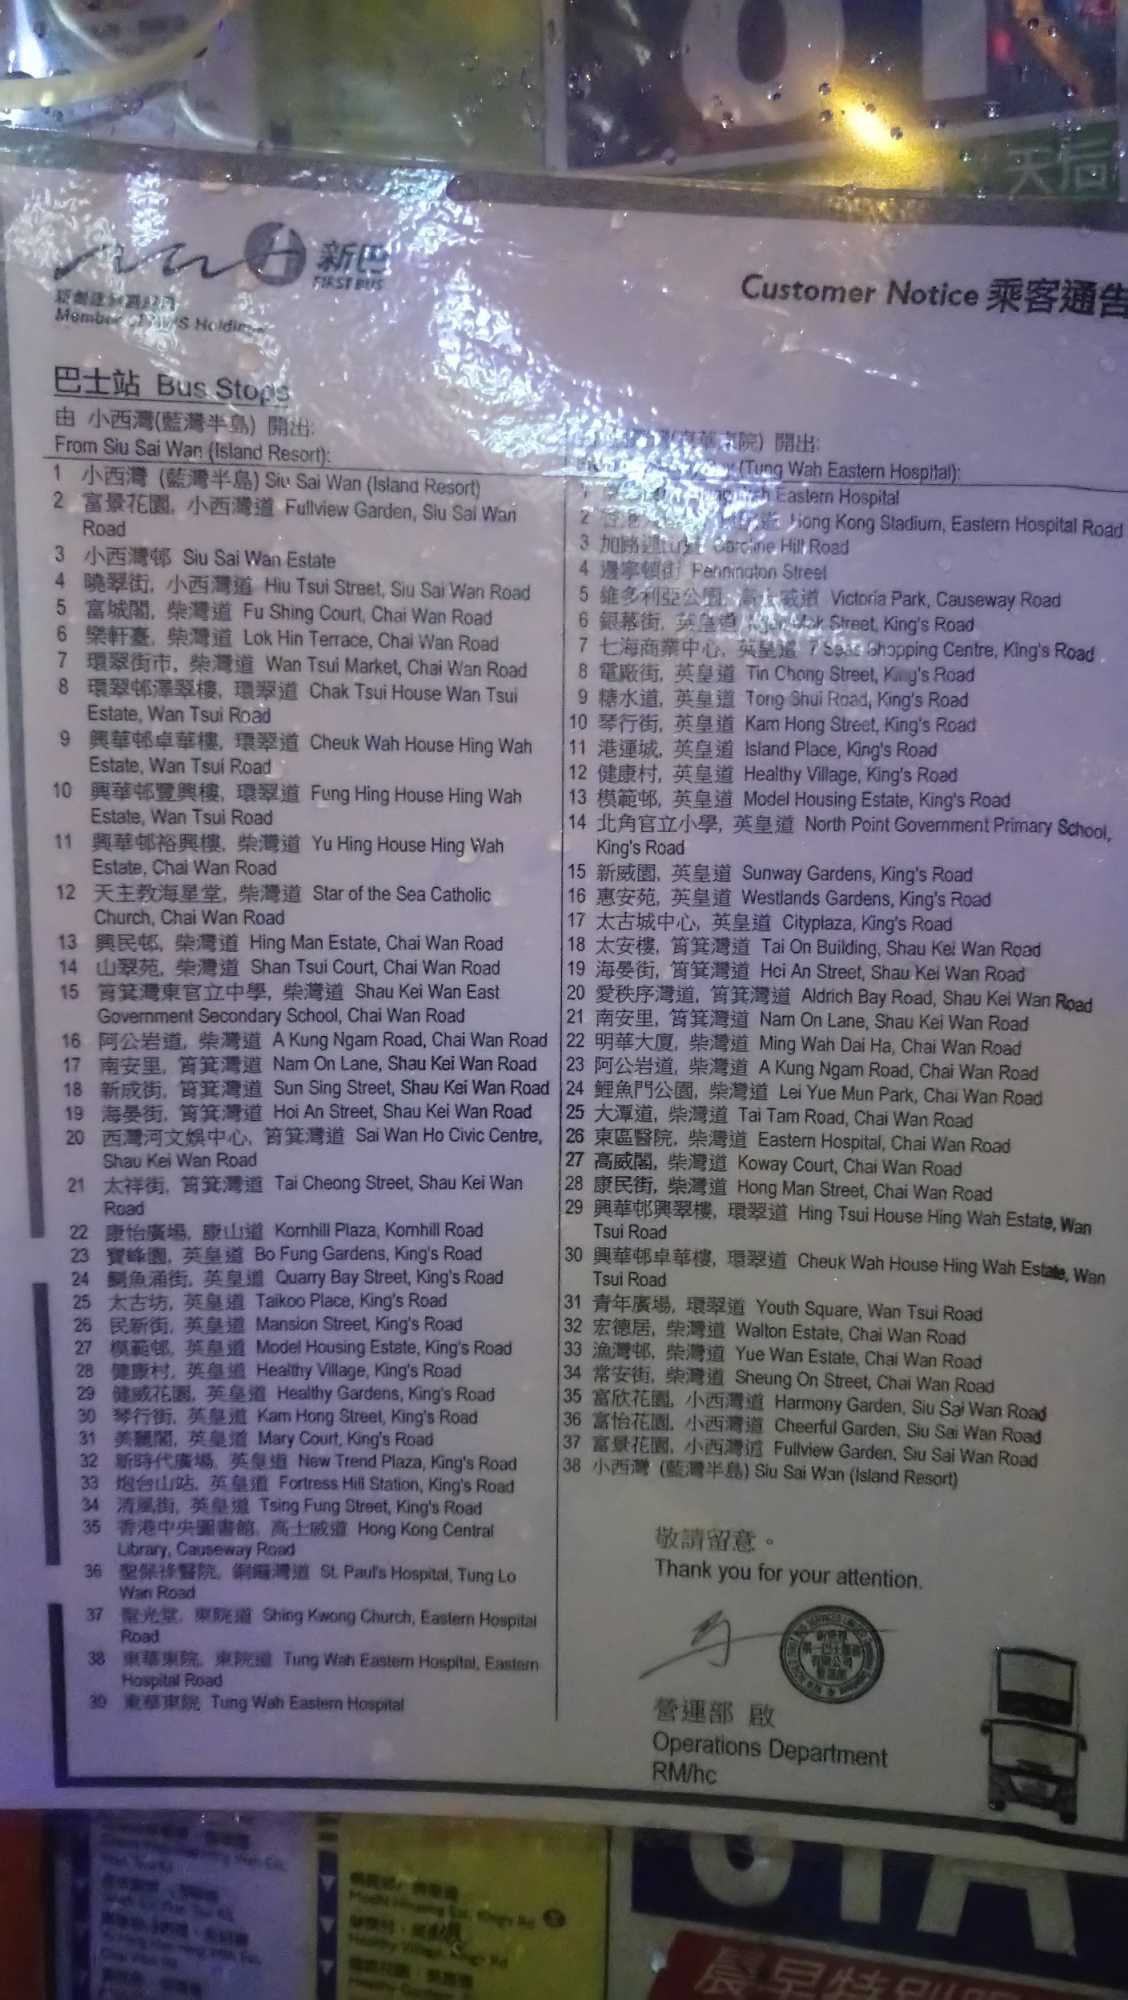 天后
新巴
FIRST BUS
Customer Notice 乘客通告
巴士站 Bus Stops
由 小西灣(藍灣半島) 開出:
From Siu Sai Wan (Island Resort):
1 小西灣 (藍灣半島) Siu Sai Wan (Island Resort)
2 富景花園, 小西灣道 Fullview Garden, Siu Sai Wan
Road
3 小西灣邨 Siu Sai Wan Estate
4 曉翠街, 小西灣道 Hiu Tsui Street, Siu Sai Wan Road
5 富城閣, 柴灣道 Fu Shing Court, Chai Wan Road
6 樂軒臺, 柴灣道 Lok Hin Terrace, Chai Wan Road
7 環翠街市, 柴灣道 Wan Tsui Market, Chai Wan Road
8 環翠邨澤翠樓, 環翠道 Chak Tsui House Wan Tsui
Estate, Wan Tsui Road
9 興華邨卓華樓, 環翠道 Cheuk Wah House Hing Wah
Estate, Wan Tsui Road
10 興華邨豐興樓, 環翠道 Fung Hing House Hing Wah
Estate, Wan Tsui Road
11 興華邨裕興樓, 柴灣道 Yu Hing House Hing Wah
Estate, Chai Wan Road
12 天主教海星堂, 柴灣道 Star of the Sea Catholic
Church, Chai Wan Road
13 興民邨, 柴灣道 Hing Man Estate, Chai Wan Road
14 山翠苑, 柴灣道 Shan Tsui Court, Chai Wan Road
15 筲箕灣東官立中學, 柴灣道 Shau Kei Wan East
Government Secondary School, Chai Wan Road
16 阿公岩道, 柴灣道 A Kung Ngam Road, Chai Wan Road
17 南安里, 筲箕灣道 Nam On Lane, Shau Kei Wan Road
18 新成街, 筲箕灣道 Sun Sing Street, Shau Kei Wan Road
19 海晏街, 筲箕灣道 Hoi An Street, Shau Kei Wan Road
20 西灣河文娛中心, 筲箕灣道 Sai Wan Ho Civic Centre,
Shau Kei Wan Road
21 太祥街, 筲箕灣道 Tai Cheong Street, Shau Kei Wan
Road
22 康怡廣場, 康山道 Kornhill Plaza, Kornhill Road
23 寶峰園, 英皇道 Bo Fung Gardens, King's Road
24 鰂魚涌街, 英皇道 Quarry Bay Street, King's Road
25 太古坊, 英皇道 Taikoo Place, King's Road
26 民新街, 英皇道 Mansion Street, King's Road
27 模範邨, 英皇道 Model Housing Estate, King's Road
28 健康村, 英皇道 Healthy Village, King's Road
29 健威花園, 英皇道 Healthy Gardens, King's Road
30 琴行街, 英皇道 Kam Hong Street, King's Road
31 美麗閣, 英皇道 Mary Court, King's Road
32 新時代廣場, 英皇道 New Trend Plaza, King's Road
33 炮台山站, 英皇道 Fortress Hill Station, King's Road
34 清風街, 英皇道 Tsing Fung Street, King's Road
35 香港中央圖書館, 高士威道 Hong Kong Central
Library, Causeway Road
36 聖保祿醫院, 銅鑼灣道 St. Paul's Hospital, Tung Lo
Wan Road
37 聖光堂, 東院道 Shing Kwong Church, Eastern Hospital
Road
38 東華東院, 東院道 Tung Wah Eastern Hospital, Eastern
Hospital Road
39 東華東院 Tung Wah Eastern Hospital
開出:
(Tung Wah Eastern Hospital):
1 Eastern Hospital
2 Hong Kong Stadium, Eastern Hospital Road
3 加路連山道 Caroline Hill Road
4 邊寧頓街 Pennington Street
5 維多利亞公園, 高士威道 Victoria Park, Causeway Road
6 銀幕街, 英皇道 Street, King's Road
7 七海商業中心, 英皇道 7 Seas Shopping Centre, King's Road
8 電廠街, 英皇道 Tin Chong Street, King's Road
9 糖水道, 英皇道 Tong Shui Road, King's Road
10 琴行街, 英皇道 Kam Hong Street, King's Road
11 港運城, 英皇道 Island Place, King's Road
12 健康村, 英皇道 Healthy Village, King's Road
13 模範邨, 英皇道 Model Housing Estate, King's Road
14 北角官立小學, 英皇道 North Point Government Primary School,
King's Road
15 新威園, 英皇道 Sunway Gardens, King's Road
16 惠安苑, 英皇道 Westlands Gardens, King's Road
17 太古城中心, 英皇道 Cityplaza, King's Road
18 太安樓, 筲箕灣道 Tai On Building, Shau Kei Wan Road
19 海晏街, 筲箕灣道 Hoi An Street, Shau Kei Wan Road
20 愛秩序灣道, 筲箕灣道 Aldrich Bay Road, Shau Kei Wan Road
21 南安里, 筲箕灣道 Nam On Lane, Shau Kei Wan Road
22 明華大廈, 柴灣道 Ming Wah Dai Ha, Chai Wan Road
23 阿公岩道, 柴灣道 A Kung Ngam Road, Chai Wan Road
24 鯉魚門公園, 柴灣道 Lei Yue Mun Park, Chai Wan Road
25 大潭道, 柴灣道 Tai Tam Road, Chai Wan Road
26 東區醫院, 柴灣道 Eastern Hospital, Chai Wan Road
27 高威閣, 柴灣道 Koway Court, Chai Wan Road
28 康民街, 柴灣道 Hong Man Street, Chai Wan Road
29 興華邨興翠樓, 環翠道 Hing Tsui House Hing Wah Estate, Wan
Tsui Road
30 興華邨卓華樓, 環翠道 Cheuk Wah House Hing Wah Estate, Wan
Tsui Road
31 青年廣場, 環翠道 Youth Square, Wan Tsui Road
32 宏德居, 柴灣道 Walton Estate, Chai Wan Road
33 漁灣邨, 柴灣道 Yue Wan Estate, Chai Wan Road
34 常安街, 柴灣道 Sheung On Street, Chai Wan Road
35 富欣花園, 小西灣道 Harmony Garden, Siu Sai Wan Road
36 富怡花園, 小西灣道 Cheerful Garden, Siu Sai Wan Road
37 富景花園, 小西灣道 Fullview Garden, Siu Sai Wan Road
38 小西灣 (藍灣半島) Siu Sai Wan (Island Resort)
敬請留意。
Thank you for your attention.
營運部 啟
Operations Department
RM/hc
晨早特別